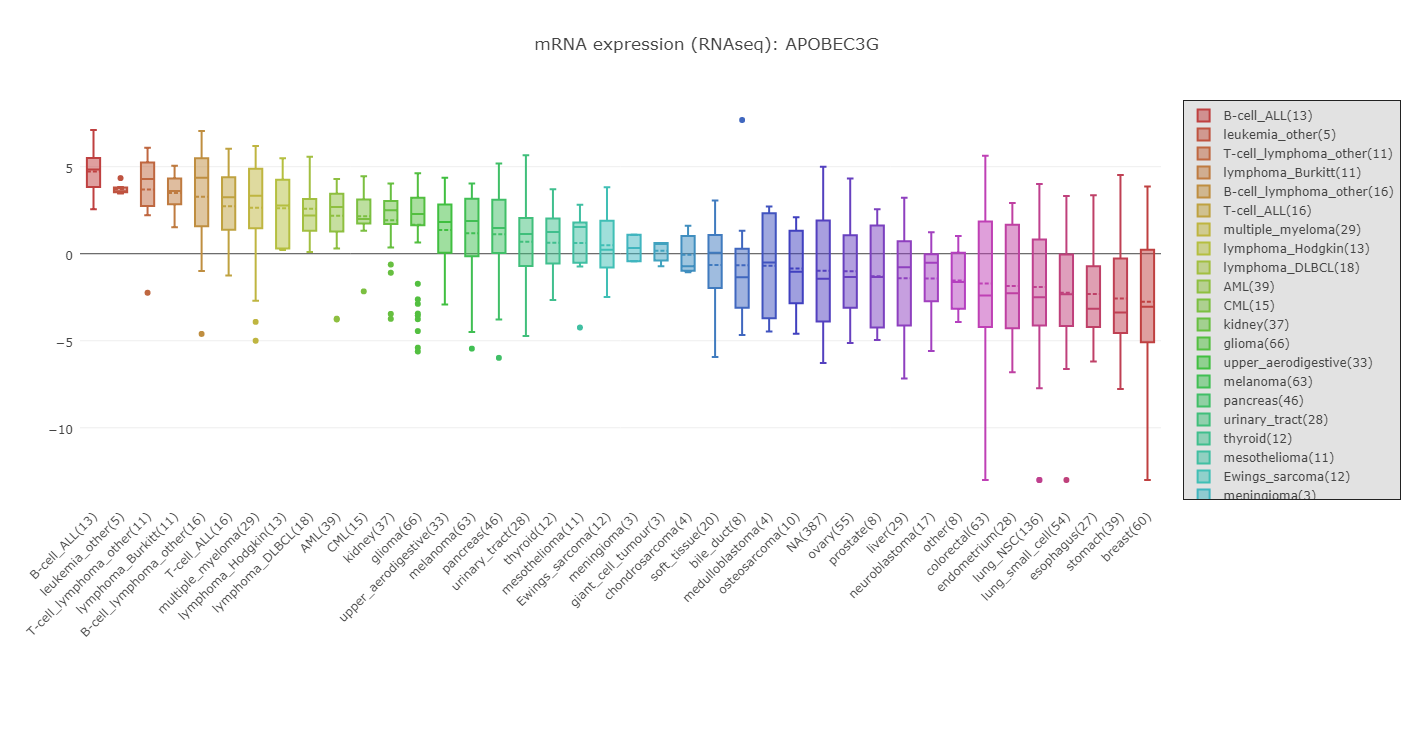 mRNA expression (RNAseq): APOBEC3G
5
0
−5
−10
B-cell_ALL(13)
leukemia_other(5)
T-cell_lymphoma_other(11)
lymphoma_Burkitt(11)
B-cell_lymphoma_other(16)
T-cell_ALL(16)
multiple_myeloma(29)
lymphoma_Hodgkin(13)
lymphoma_DLBCL(18)
AML(39)
CML(15)
kidney(37)
glioma(66)
upper_aerodigestive(33)
melanoma(63)
pancreas(46)
urinary_tract(28)
thyroid(12)
mesothelioma(11)
Ewings_sarcoma(12)
meningioma(3)
giant_cell_tumour(3)
chondrosarcoma(4)
soft_tissue(20)
bile_duct(8)
medulloblastoma(4)
osteosarcoma(10)
NA(387)
ovary(55)
prostate(8)
liver(29)
neuroblastoma(17)
other(8)
colorectal(63)
endometrium(28)
lung_NSC(136)
lung_small_cell(54)
esophagus(27)
stomach(39)
breast(60)
B-cell_ALL(13)
leukemia_other(5)
T-cell_lymphoma_other(11)
lymphoma_Burkitt(11)
B-cell_lymphoma_other(16)
T-cell_ALL(16)
multiple_myeloma(29)
lymphoma_Hodgkin(13)
lymphoma_DLBCL(18)
AML(39)
CML(15)
kidney(37)
glioma(66)
upper_aerodigestive(33)
melanoma(63)
pancreas(46)
urinary_tract(28)
thyroid(12)
mesothelioma(11)
Ewings_sarcoma(12)
meningioma(3)